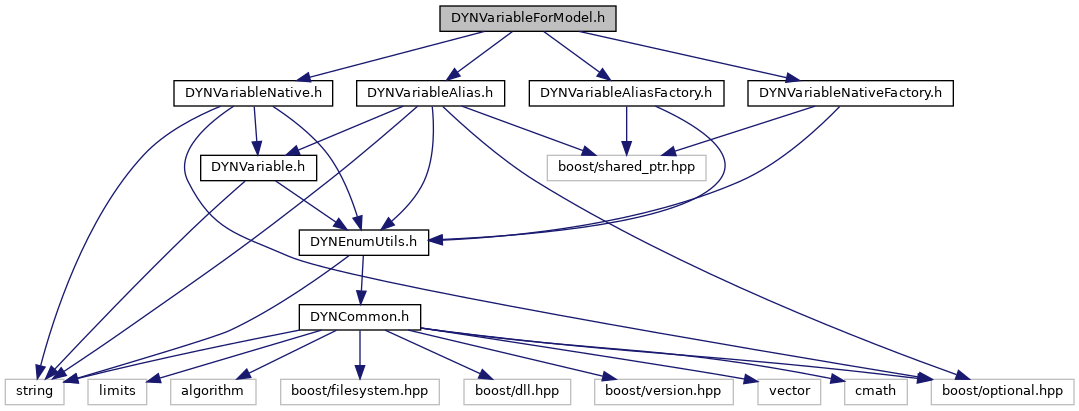 DYNVariableForModel.h
DYNVariableNative.h
DYNVariableAlias.h
DYNVariableAliasFactory.h
DYNVariableNativeFactory.h
DYNVariable.h
boost/shared_ptr.hpp
DYNEnumUtils.h
DYNCommon.h
string
limits
algorithm
boost/filesystem.hpp
boost/dll.hpp
boost/version.hpp
vector
cmath
boost/optional.hpp